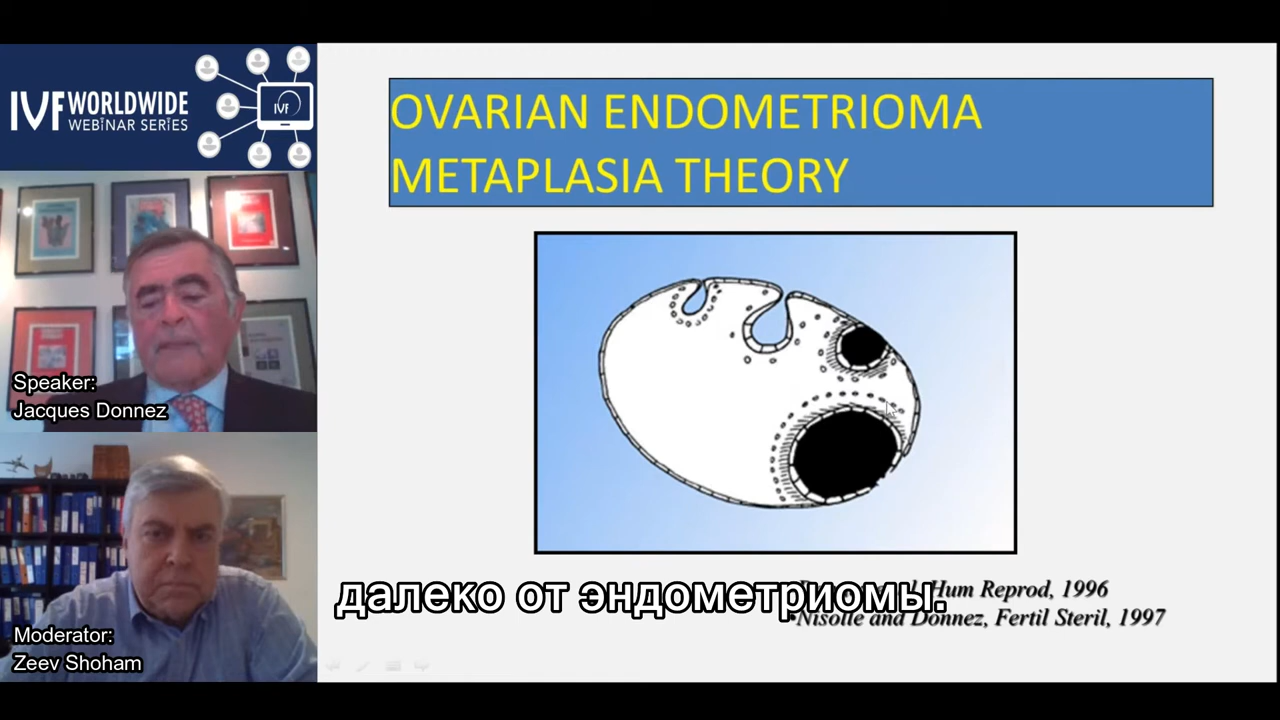 IVF WORLDWIDE
WEBINAR SERIES
IVF
Speaker:
Jacques Donnez
Moderator:
Zeev Shoham
OVARIAN ENDOMETRIOMA
METAPLASIA THEORY
Hum Reprod, 1996
•Nisolle and Donnez, Fertil Steril, 1997
далеко от эндометриомы.